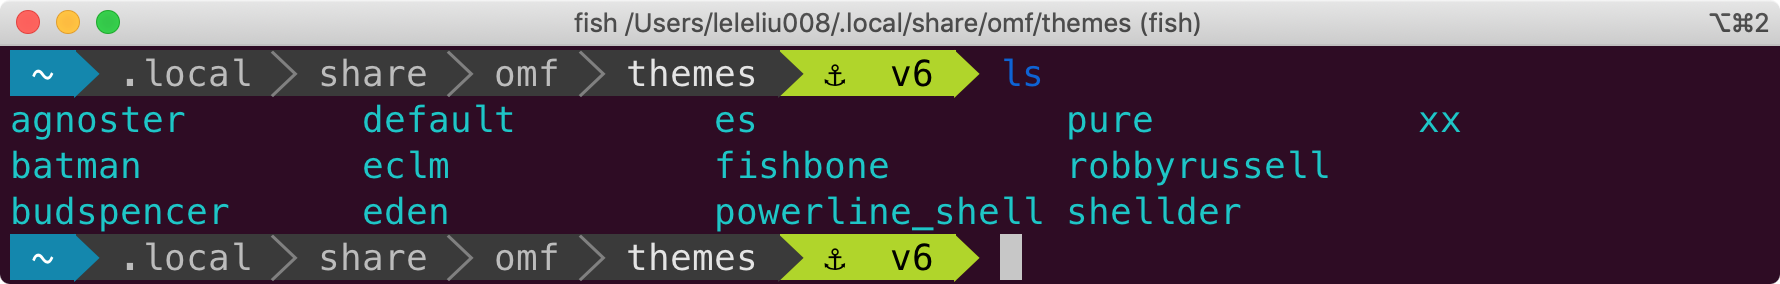 fish /Users/leleliu008/.local/share/omf/themes (fish) ⌥⌘2
~ .local share omf themes ⚓ v6 ls
agnoster default es pure xx
batman eclm fishbone robbyrussell
budspencer eden powerline_shell shellder
~ .local share omf themes ⚓ v6